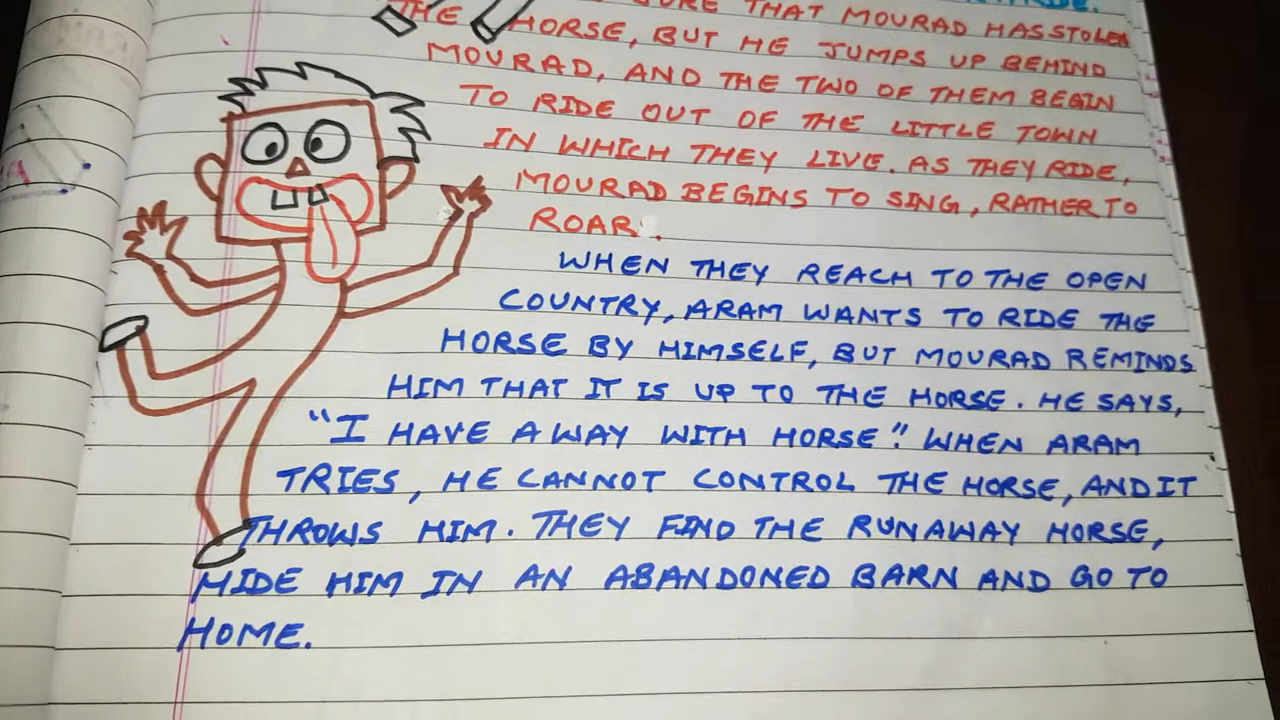 THAT MOURAD HAS STOLEN
THE HORSE, BUT HE JUMPS UP BEHIND
MOURAD, AND THE TWO OF THEM BEGIN
TO RIDE OUT OF THE LITTLE TOWN
IN WHICH THEY LIVE. AS THEY RIDE,
MOURAD BEGINS TO SING, RATHER TO
ROAR.
WHEN THEY REACH TO THE OPEN
COUNTRY, ARAM WANTS TO RIDE THE
HORSE BY HIMSELF, BUT MOURAD REMINDS
HIM THAT IT IS UP TO THE HORSE. HE SAYS,
"I HAVE A WAY WITH HORSE". WHEN ARAM
TRIES, HE CANNOT CONTROL THE HORSE, AND IT
THROWS HIM. THEY FIND THE RUNAWAY HORSE,
HIDE HIM IN AN ABANDONED BARN AND GO TO
HOME.